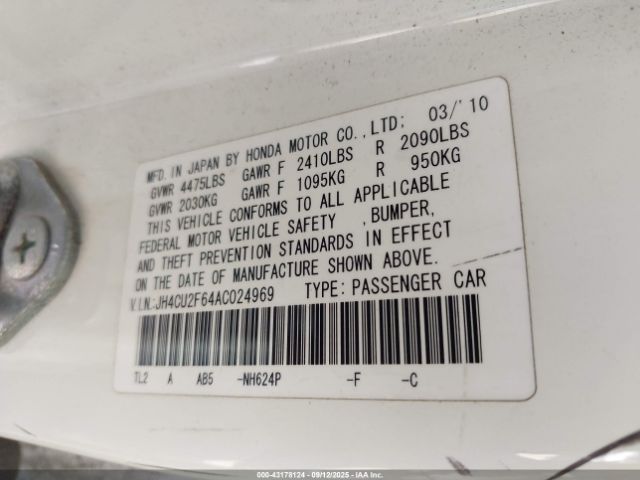 MFD. IN JAPAN BY HONDA MOTOR CO.,LTD; 03/'10
GVWR 4475LBS GAWR F 2410LBS R 2090LBS
GVWR 2030KG GAWR F 1095KG R 950KG
THIS VEHICLE CONFORMS TO ALL APPLICABLE
FEDERAL MOTOR VEHICLE SAFETY ,BUMPER,
AND THEFT PREVENTION STANDARDS IN EFFECT
ON THE DATE OF MANUFACTURE SHOWN ABOVE.
V.I.N.:JH4CU2F64AC024969 TYPE: PASSENGER CAR
TL2 A AB5 -NH624P -F -C
000-43178124 - 09/12/2025 - IAA Inc.